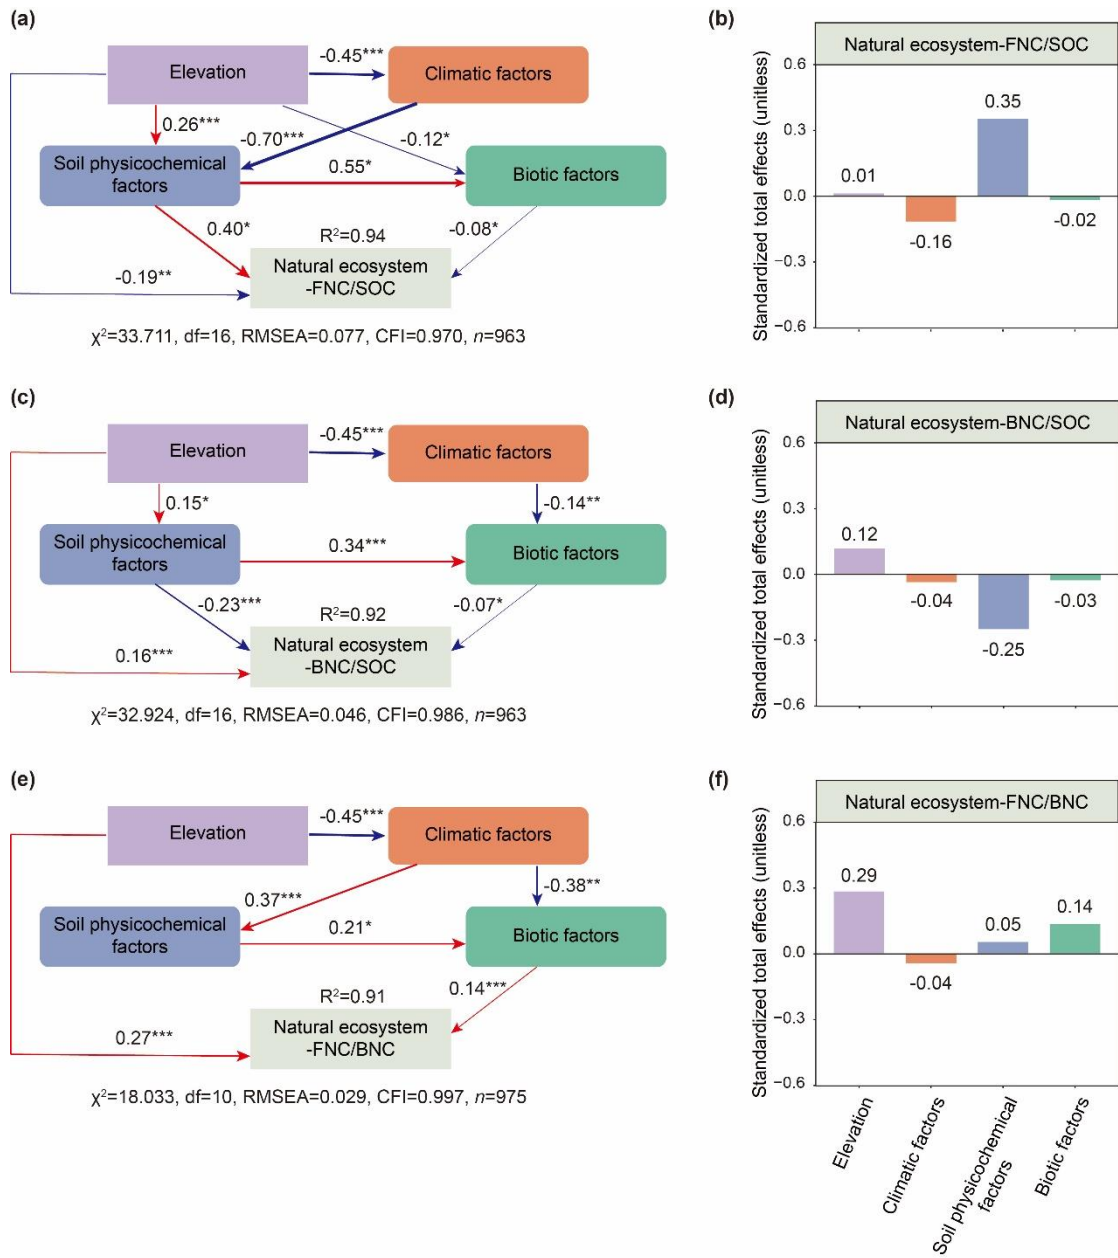 (a)
Elevation
-0.45***
Climatic factors
0.26***
-0.70***
-0.12*
Soil physicochemical
factors
0.55*
Biotic factors
0.40*
-0.08*
R²=0.94
Natural ecosystem
-FNC/SOC
-0.19**
χ²=33.711, df=16, RMSEA=0.077, CFI=0.970, n=963
(b)
Natural ecosystem-FNC/SOC
Standardized total effects (unitless)
0.6
0.3
0.0
−0.3
−0.6
0.01
-0.16
0.35
-0.02
(c)
Elevation
-0.45***
Climatic factors
0.15*
-0.14**
Soil physicochemical
factors
0.34***
Biotic factors
-0.23***
-0.07*
R²=0.92
Natural ecosystem
-BNC/SOC
0.16***
χ²=32.924, df=16, RMSEA=0.046, CFI=0.986, n=963
(d)
Natural ecosystem-BNC/SOC
Standardized total effects (unitless)
0.6
0.3
0.0
−0.3
−0.6
0.12
-0.04
-0.25
-0.03
(e)
Elevation
-0.45***
Climatic factors
0.37***
-0.38**
Soil physicochemical
factors
0.21*
Biotic factors
0.14***
R²=0.91
Natural ecosystem
-FNC/BNC
0.27***
χ²=18.033, df=10, RMSEA=0.029, CFI=0.997, n=975
(f)
Natural ecosystem-FNC/BNC
Standardized total effects (unitless)
0.6
0.3
0.0
−0.3
−0.6
0.29
-0.04
0.05
0.14
Elevation
Climatic factors
Soil physicochemical
factors
Biotic factors